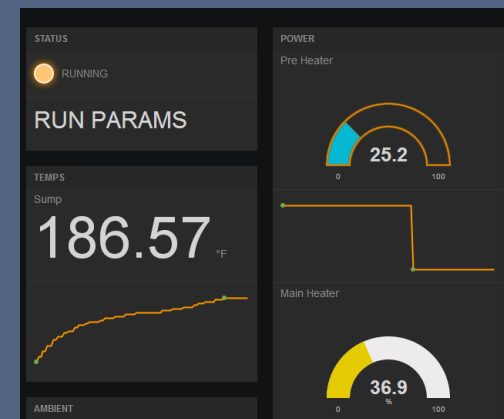 STATUS
RUNNING
RUN PARAMS
TEMPS
Sump
186.57 °F
AMBIENT
POWER
Pre Heater
25.2
0 100
Main Heater
36.9
%
0 100